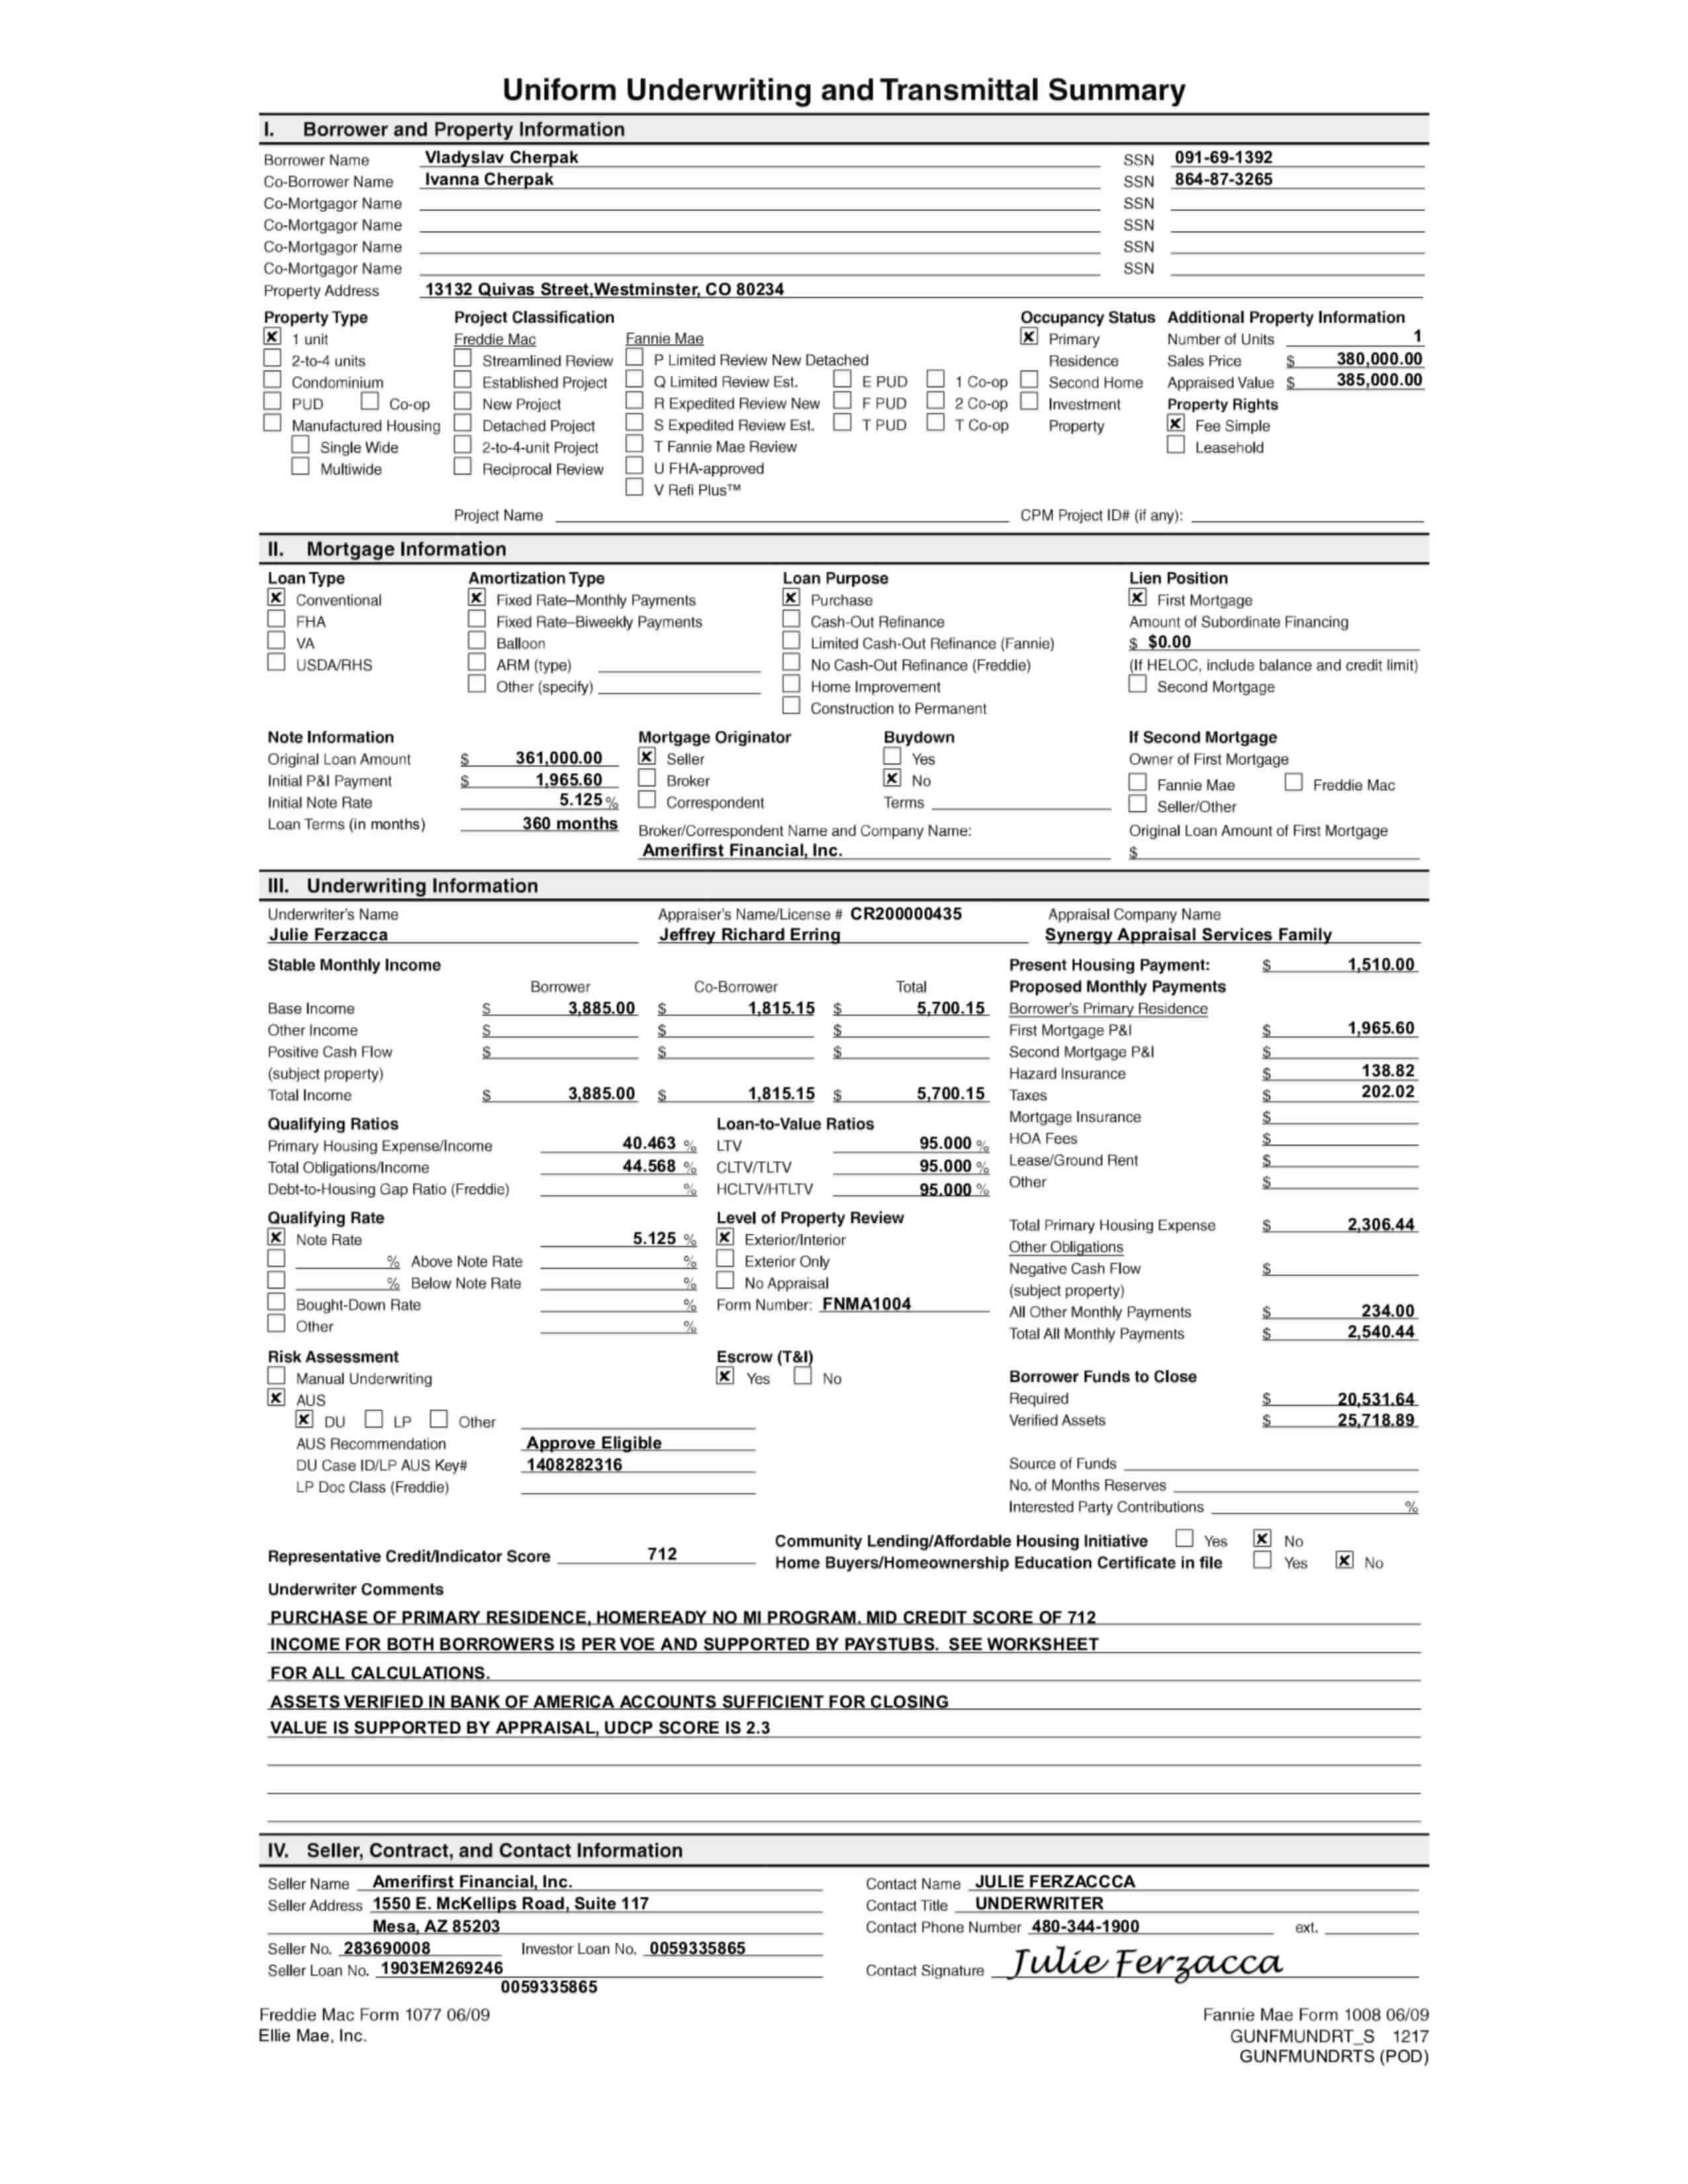 Uniform Underwriting and Transmittal Summary
I. Borrower and Property Information
Borrower Name Vladyslav Cherpak SSN 091-69-1392
Co-Borrower Name Ivanna Cherpak SSN 864-87-3265
Co-Mortgagor Name SSN
Co-Mortgagor Name SSN
Co-Mortgagor Name SSN
Co-Mortgagor Name SSN
Property Address 13132 Quivas Street,Westminster, CO 80234
Property Type Project Classification Occupancy Status Additional Property Information
1 unit Freddie Mac Fannie Mae Primary Number of Units 1
2-to-4 units Streamlined Review P Limited Review New Detached Residence Sales Price $ 380,000.00
Condominium Established Project Q Limited Review Est. E PUD 1 Co-op Second Home Appraised Value $ 385,000.00
PUD Co-op New Project R Expedited Review New F PUD 2 Co-op Investment Property Rights
Manufactured Housing Detached Project S Expedited Review Est. T PUD T Co-op Property Fee Simple
Single Wide 2-to-4-unit Project T Fannie Mae Review Leasehold
Multiwide Reciprocal Review U FHA-approved
V Refi Plus™
Project Name CPM Project ID# (if any):
II. Mortgage Information
Loan Type Amortization Type Loan Purpose Lien Position
Conventional Fixed Rate–Monthly Payments Purchase First Mortgage
FHA Fixed Rate–Biweekly Payments Cash-Out Refinance Amount of Subordinate Financing
VA Balloon Limited Cash-Out Refinance (Fannie) $ $0.00
USDA/RHS ARM (type) No Cash-Out Refinance (Freddie) (If HELOC, include balance and credit limit)
Other (specify) Home Improvement Second Mortgage
Construction to Permanent
Note Information Mortgage Originator Buydown If Second Mortgage
Original Loan Amount $ 361,000.00 Seller Yes Owner of First Mortgage
Initial P&I Payment $ 1,965.60 Broker No Fannie Mae Freddie Mac
Initial Note Rate 5.125 % Correspondent Terms Seller/Other
Loan Terms (in months) 360 months Broker/Correspondent Name and Company Name: Original Loan Amount of First Mortgage
Amerifirst Financial, Inc. $
III. Underwriting Information
Underwriter's Name Appraiser's Name/License # CR200000435 Appraisal Company Name
Julie Ferzacca Jeffrey Richard Erring Synergy Appraisal Services Family
Stable Monthly Income Present Housing Payment: $ 1,510.00
Borrower Co-Borrower Total Proposed Monthly Payments
Base Income $ 3,885.00 $ 1,815.15 $ 5,700.15 Borrower's Primary Residence
Other Income $ $ $ First Mortgage P&I $ 1,965.60
Positive Cash Flow $ $ $ Second Mortgage P&I $
(subject property) Hazard Insurance $ 138.82
Total Income $ 3,885.00 $ 1,815.15 $ 5,700.15 Taxes $ 202.02
Qualifying Ratios Loan-to-Value Ratios Mortgage Insurance $
Primary Housing Expense/Income 40.463 % LTV 95.000 % HOA Fees $
Total Obligations/Income 44.568 % CLTV/TLTV 95.000 % Lease/Ground Rent $
Debt-to-Housing Gap Ratio (Freddie) % HCLTV/HTLTV 95.000 % Other $
Qualifying Rate Level of Property Review Total Primary Housing Expense $ 2,306.44
Note Rate 5.125 % Exterior/Interior Other Obligations
% Above Note Rate % Exterior Only Negative Cash Flow $
% Below Note Rate % No Appraisal (subject property)
Bought-Down Rate % Form Number: FNMA1004 All Other Monthly Payments $ 234.00
Other % Total All Monthly Payments $ 2,540.44
Risk Assessment Escrow (T&I)
Manual Underwriting Yes No Borrower Funds to Close
AUS Required $ 20,531.64
DU LP Other Verified Assets $ 25,718.89
AUS Recommendation Approve Eligible
DU Case ID/LP AUS Key# 1408282316 Source of Funds
LP Doc Class (Freddie) No. of Months Reserves
Interested Party Contributions %
Community Lending/Affordable Housing Initiative Yes No
Representative Credit/Indicator Score 712 Home Buyers/Homeownership Education Certificate in file Yes No
Underwriter Comments
PURCHASE OF PRIMARY RESIDENCE, HOMEREADY NO MI PROGRAM. MID CREDIT SCORE OF 712
INCOME FOR BOTH BORROWERS IS PER VOE AND SUPPORTED BY PAYSTUBS. SEE WORKSHEET
FOR ALL CALCULATIONS.
ASSETS VERIFIED IN BANK OF AMERICA ACCOUNTS SUFFICIENT FOR CLOSING
VALUE IS SUPPORTED BY APPRAISAL, UDCP SCORE IS 2.3
IV. Seller, Contract, and Contact Information
Seller Name Amerifirst Financial, Inc. Contact Name JULIE FERZACCCA
Seller Address 1550 E. McKellips Road, Suite 117 Contact Title UNDERWRITER
Mesa, AZ 85203 Contact Phone Number 480-344-1900 ext.
Seller No. 283690008 Investor Loan No. 0059335865
Seller Loan No. 1903EM269246 Contact Signature Julie Ferzacca
0059335865
Freddie Mac Form 1077 06/09 Fannie Mae Form 1008 06/09
Ellie Mae, Inc. GUNFMUNDRT_S 1217
GUNFMUNDRTS (POD)